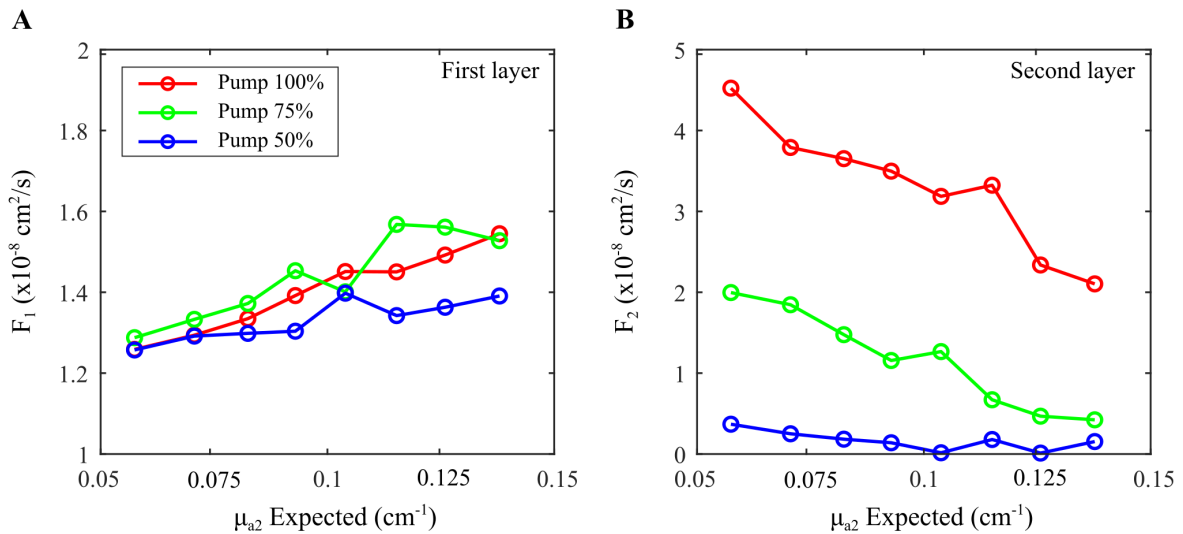 A
2
1.8
1.6
1.4
1.2
1
0.05
0.075
0.1
0.125
0.15
F₁ (x10⁻⁸ cm²/s)
μₐ₂ Expected (cm⁻¹)
First layer
Pump 100%
Pump 75%
Pump 50%
B
5
4
3
2
1
0
0.05
0.075
0.1
0.125
0.15
F₂ (x10⁻⁸ cm²/s)
μₐ₂ Expected (cm⁻¹)
Second layer